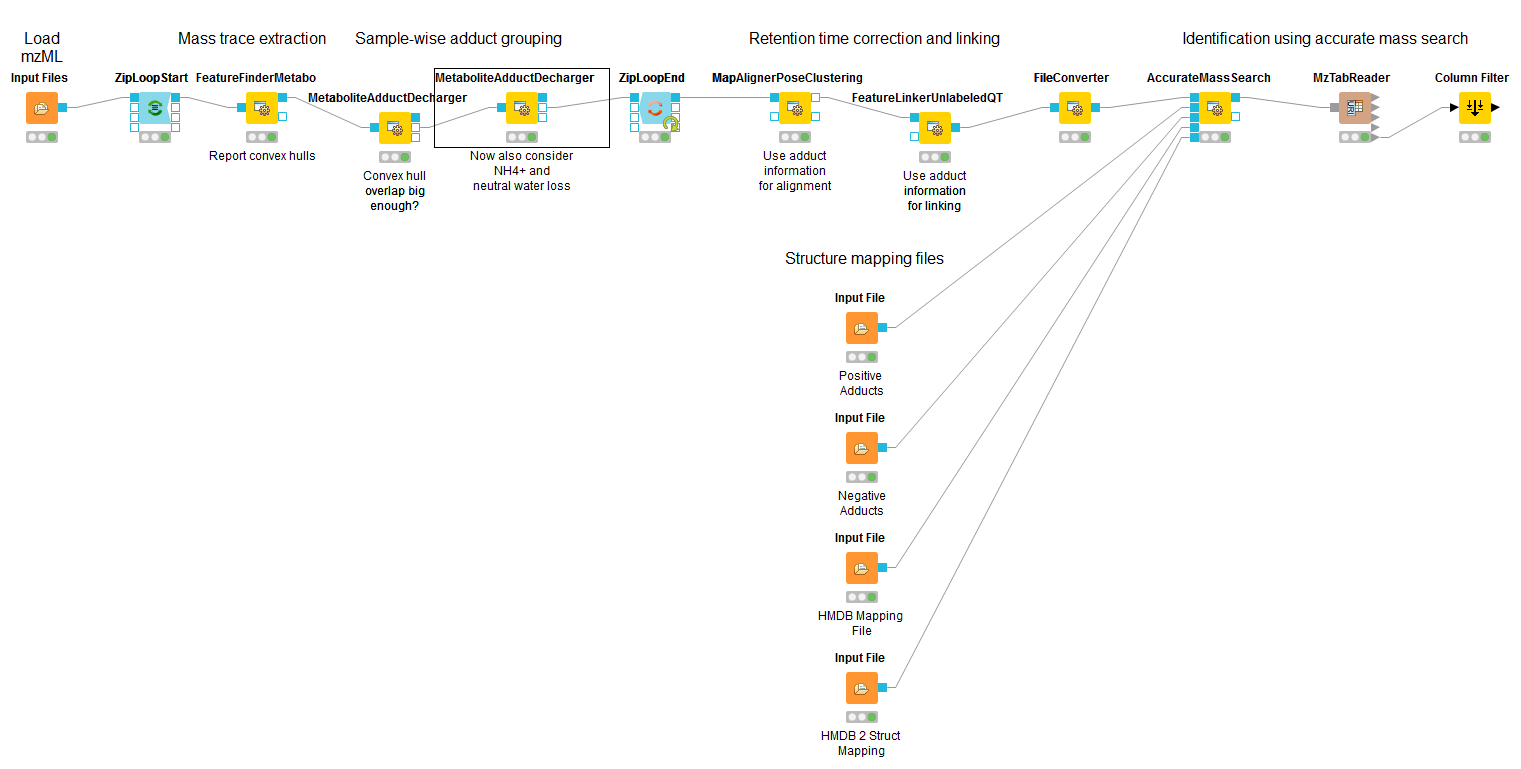 Load
mzML
Mass trace extraction
Sample-wise adduct grouping
Retention time correction and linking
Identification using accurate mass search
Input Files
ZipLoopStart
FeatureFinderMetabo
Report convex hulls
MetaboliteAdductDecharger
Convex hull
overlap big
enough?
MetaboliteAdductDecharger
Now also consider
NH4+ and
neutral water loss
ZipLoopEnd
MapAlignerPoseClustering
Use adduct
information
for alignment
FeatureLinkerUnlabeledQT
Use adduct
information
for linking
FileConverter
AccurateMassSearch
MzTabReader
Column Filter
Structure mapping files
Input File
Positive
Adducts
Input File
Negative
Adducts
Input File
HMDB Mapping
File
Input File
HMDB 2 Struct
Mapping